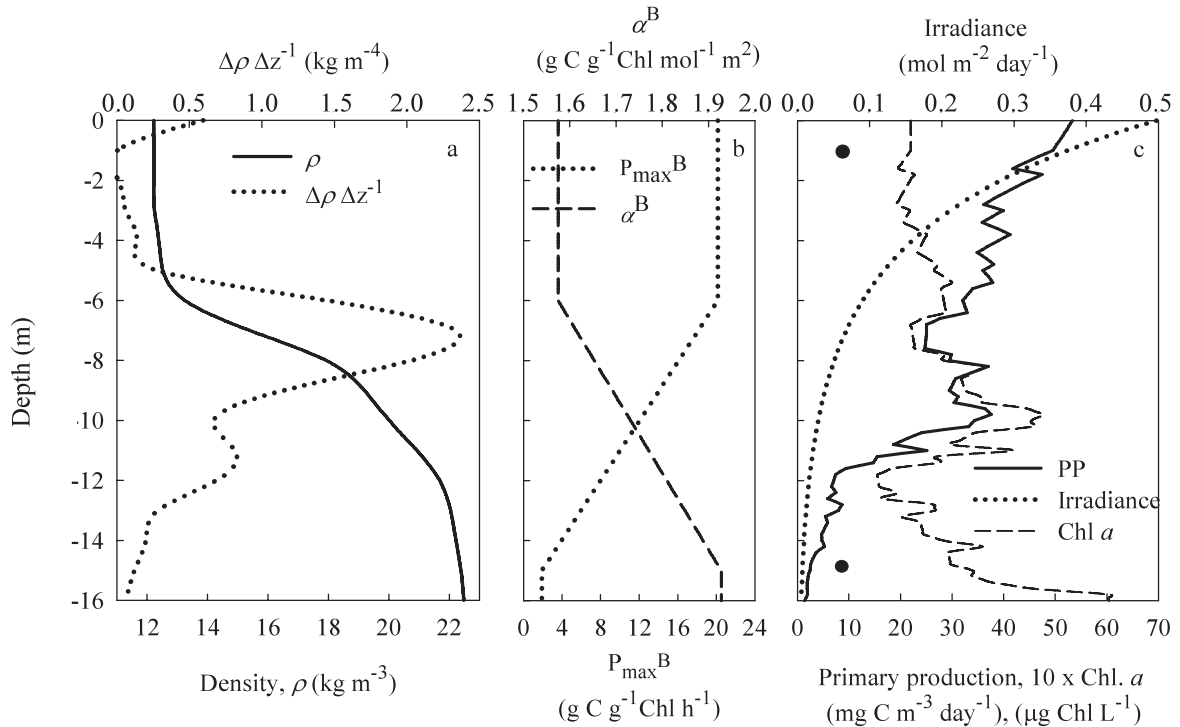 Δρ Δz⁻¹ (kg m⁻⁴)
0.0 0.5 1.0 1.5 2.0 2.5
αᴮ
(g C g⁻¹Chl mol⁻¹ m²)
1.5 1.6 1.7 1.8 1.9 2.0
Irradiance
(mol m⁻² day⁻¹)
0.0 0.1 0.2 0.3 0.4 0.5
Depth (m)
0
-2
-4
-6
-8
-10
-12
-14
-16
a
ρ
Δρ Δz⁻¹
b
PmaxB
αᴮ
c
PP
Irradiance
Chl a
12 14 16 18 20 22
Density, ρ (kg m⁻³)
0 4 8 12 16 20 24
PmaxB
(g C g⁻¹Chl h⁻¹)
0 10 20 30 40 50 60 70
Primary production, 10 x Chl. a
(mg C m⁻³ day⁻¹), (μg Chl L⁻¹)